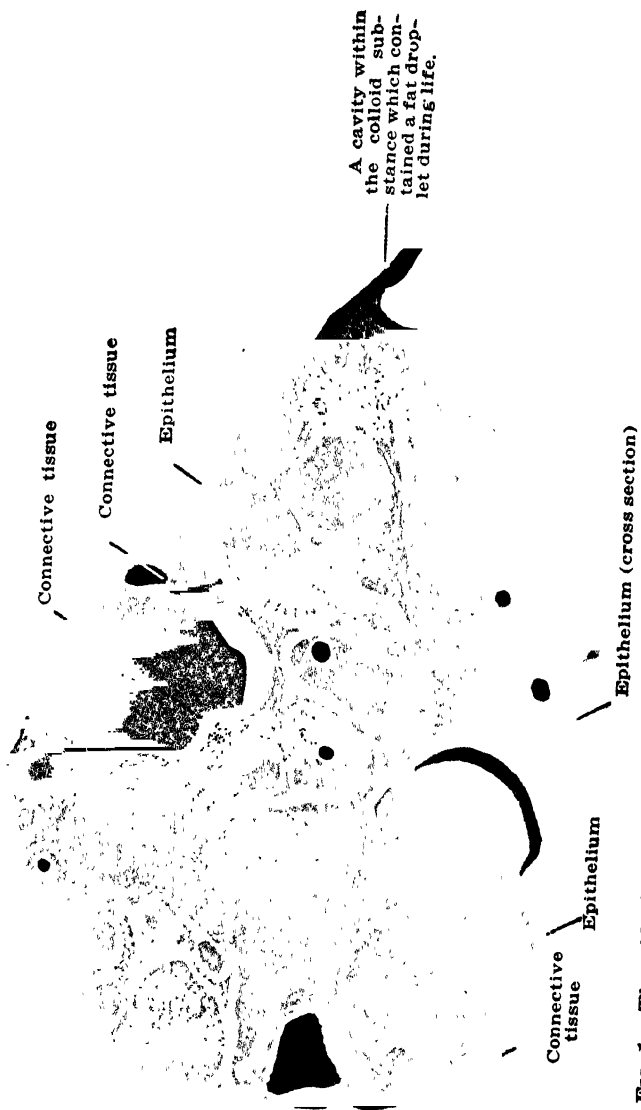 Connective tissue
Connective tissue
Epithelium
A cavity within
the colloid sub-
stance which con-
tained a fat drop-
let during life.
Connective
tissue
Epithelium
Epithelium (cross section)